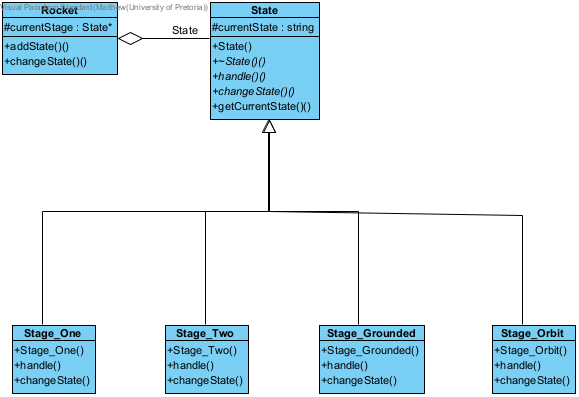 Visual Paradigm Standard(Matthew(University of Pretoria))
Rocket
#currentStage : State*
+addState()()
+changeState()()
State
State
#currentState : string
+State()
+~State()()
+handle()()
+changeState()()
+getCurrentState()()
Stage_One
+Stage_One()
+handle()
+changeState()
Stage_Two
+Stage_Two()
+handle()
+changeState()
Stage_Grounded
+Stage_Grounded()
+handle()
+changeState()
Stage_Orbit
+Stage_Orbit()
+handle()
+changeState()